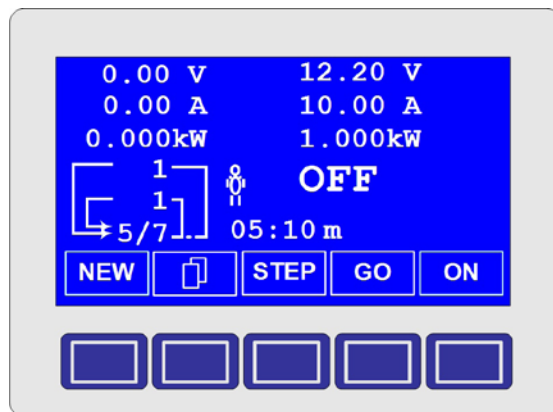 0.00 V 12.20 V
0.00 A 10.00 A
0.000kW 1.000kW
1 OFF
1
5/7 05:10 m
NEW STEP GO ON